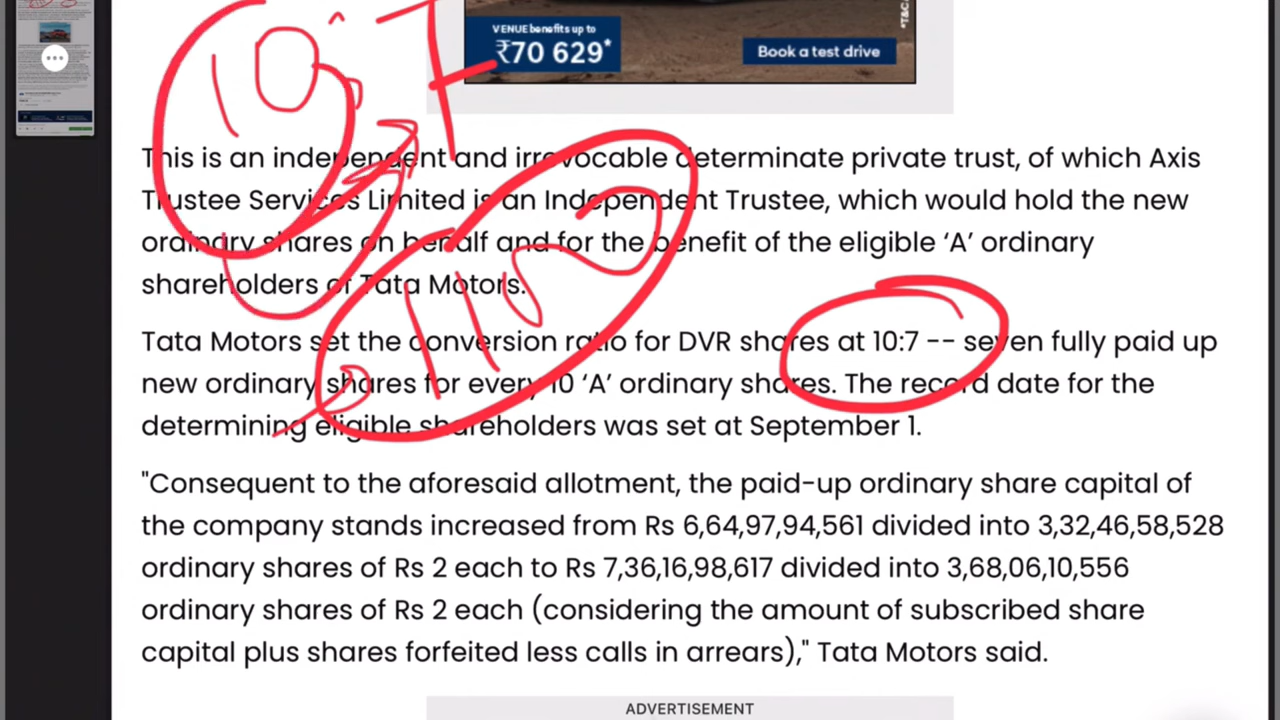 VENUE benefits up to
₹70 629*
Book a test drive
*T&C
10:7
This is an independent and irrevocable determinate private trust, of which Axis
Trustee Services Limited is an Independent Trustee, which would hold the new
ordinary shares on behalf and for the benefit of the eligible ‘A’ ordinary
shareholders of Tata Motors.
Tata Motors set the conversion ratio for DVR shares at 10:7 -- seven fully paid up
new ordinary shares for every 10 ‘A’ ordinary shares. The record date for the
determining eligible shareholders was set at September 1.
"Consequent to the aforesaid allotment, the paid-up ordinary share capital of
the company stands increased from Rs 6,64,97,94,561 divided into 3,32,46,58,528
ordinary shares of Rs 2 each to Rs 7,36,16,98,617 divided into 3,68,06,10,556
ordinary shares of Rs 2 each (considering the amount of subscribed share
capital plus shares forfeited less calls in arrears)," Tata Motors said.
ADVERTISEMENT